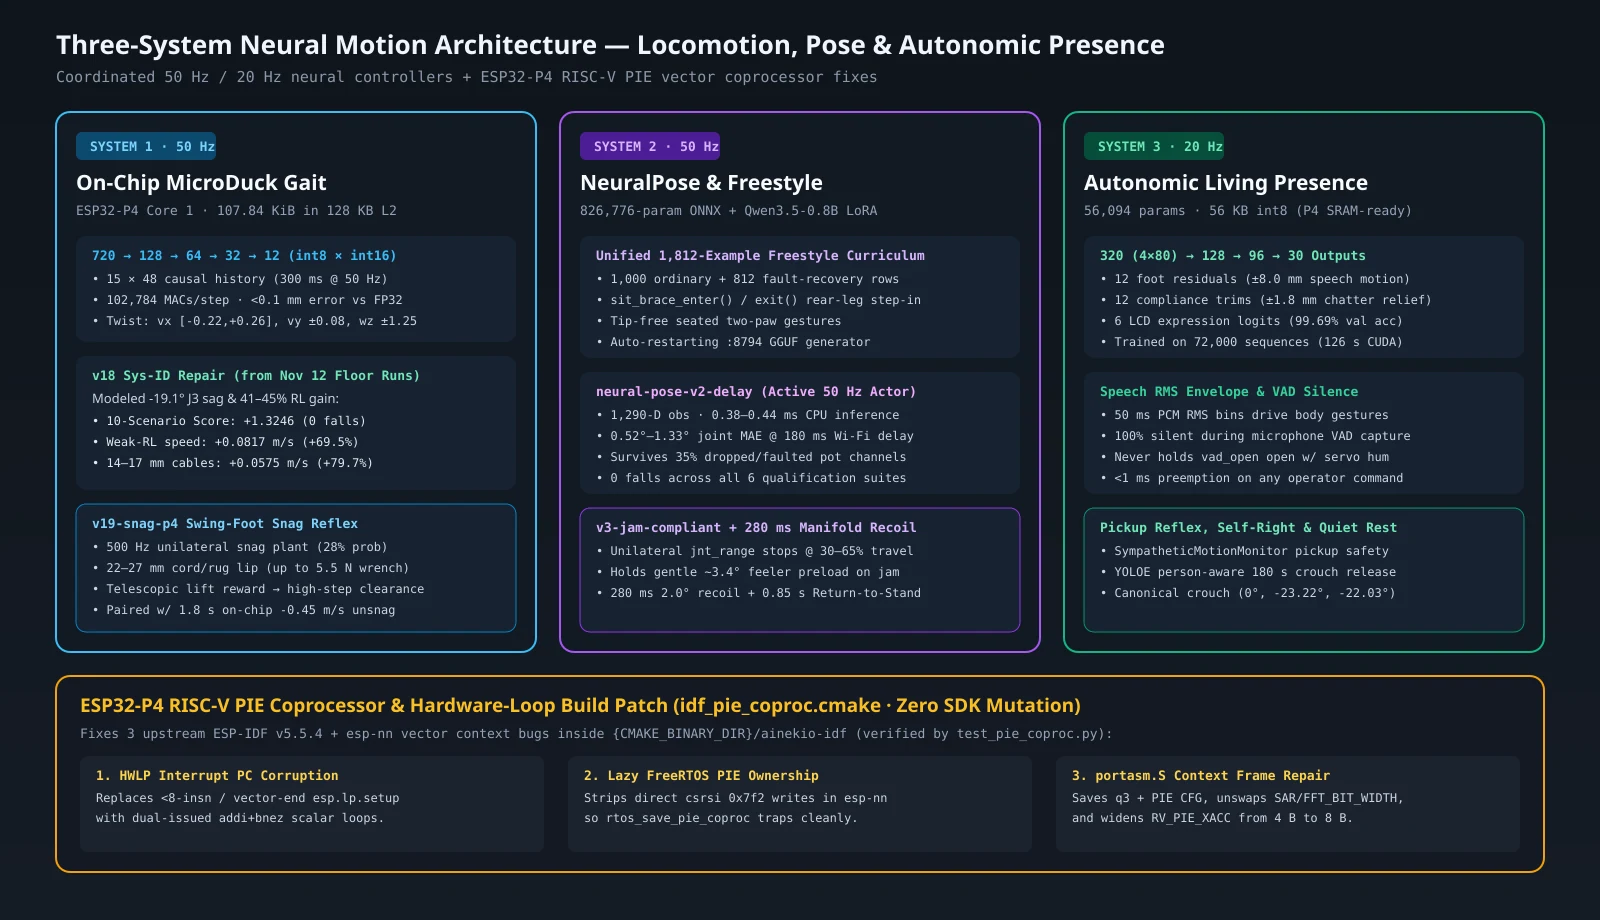 Three-System Neural Motion Architecture — Locomotion, Pose & Autonomic Presence
Coordinated 50 Hz / 20 Hz neural controllers + ESP32-P4 RISC-V PIE vector coprocessor fixes
SYSTEM 1 · 50 Hz
On-Chip MicroDuck Gait
ESP32-P4 Core 1 · 107.84 KiB in 128 KB L2
720 → 128 → 64 → 32 → 12 (int8 × int16)
• 15 × 48 causal history (300 ms @ 50 Hz)
• 102,784 MACs/step · <0.1 mm error vs FP32
• Twist: vx [-0.22,+0.26], vy ±0.08, wz ±1.25
v18 Sys-ID Repair (from Nov 12 Floor Runs)
Modeled -19.1° J3 sag & 41–45% RL gain:
• 10-Scenario Score: +1.3246 (0 falls)
• Weak-RL speed: +0.0817 m/s (+69.5%)
• 14–17 mm cables: +0.0575 m/s (+79.7%)
v19-snag-p4 Swing-Foot Snag Reflex
• 500 Hz unilateral snag plant (28% prob)
• 22–27 mm cord/rug lip (up to 5.5 N wrench)
• Telescopic lift reward → high-step clearance
• Paired w/ 1.8 s on-chip -0.45 m/s unsnag
SYSTEM 2 · 50 Hz
NeuralPose & Freestyle
826,776-param ONNX + Qwen3.5-0.8B LoRA
Unified 1,812-Example Freestyle Curriculum
• 1,000 ordinary + 812 fault-recovery rows
• sit_brace_enter() / exit() rear-leg step-in
• Tip-free seated two-paw gestures
• Auto-restarting :8794 GGUF generator
neural-pose-v2-delay (Active 50 Hz Actor)
• 1,290-D obs · 0.38–0.44 ms CPU inference
• 0.52°–1.33° joint MAE @ 180 ms Wi-Fi delay
• Survives 35% dropped/faulted pot channels
• 0 falls across all 6 qualification suites
v3-jam-compliant + 280 ms Manifold Recoil
• Unilateral jnt_range stops @ 30–65% travel
• Holds gentle ~3.4° feeler preload on jam
• 280 ms 2.0° recoil + 0.85 s Return-to-Stand
SYSTEM 3 · 20 Hz
Autonomic Living Presence
56,094 params · 56 KB int8 (P4 SRAM-ready)
320 (4×80) → 128 → 96 → 30 Outputs
• 12 foot residuals (±8.0 mm speech motion)
• 12 compliance trims (±1.8 mm chatter relief)
• 6 LCD expression logits (99.69% val acc)
• Trained on 72,000 sequences (126 s CUDA)
Speech RMS Envelope & VAD Silence
• 50 ms PCM RMS bins drive body gestures
• 100% silent during microphone VAD capture
• Never holds vad_open open w/ servo hum
• <1 ms preemption on any operator command
Pickup Reflex, Self-Right & Quiet Rest
• SympatheticMotionMonitor pickup safety
• YOLOE person-aware 180 s crouch release
• Canonical crouch (0°, -23.22°, -22.03°)
ESP32-P4 RISC-V PIE Coprocessor & Hardware-Loop Build Patch (idf_pie_coproc.cmake · Zero SDK Mutation)
Fixes 3 upstream ESP-IDF v5.5.4 + esp-nn vector context bugs inside {CMAKE_BINARY_DIR}/ainekio-idf (verified by test_pie_coproc.py):
1. HWLP Interrupt PC Corruption
Replaces <8-insn / vector-end esp.lp.setup
with dual-issued addi+bnez scalar loops.
2. Lazy FreeRTOS PIE Ownership
Strips direct csrsi 0x7f2 writes in esp-nn
so rtos_save_pie_coproc traps cleanly.
3. portasm.S Context Frame Repair
Saves q3 + PIE CFG, unswaps SAR/FFT_BIT_WIDTH,
and widens RV_PIE_XACC from 4 B to 8 B.